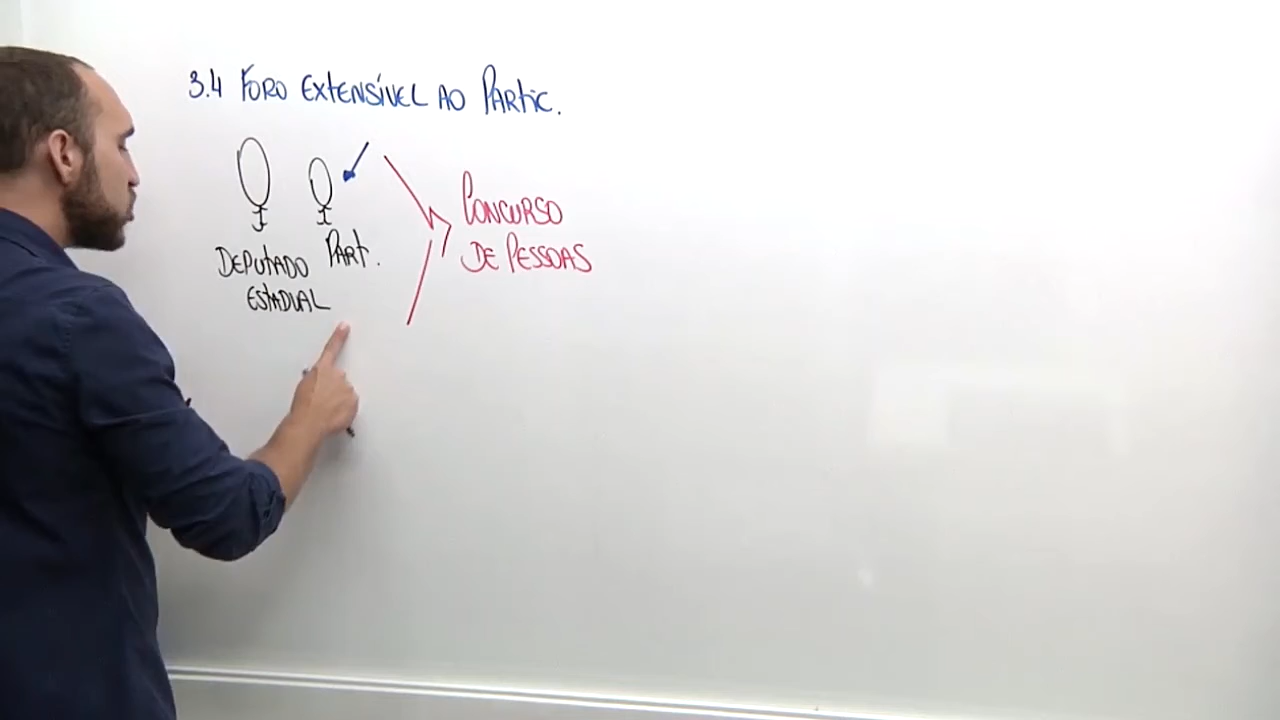 3.4 FORO EXTENSÍVEL AO PARTIC.
DEPUTADO
ESTADUAL
PART.
CONCURSO
DE PESSOAS